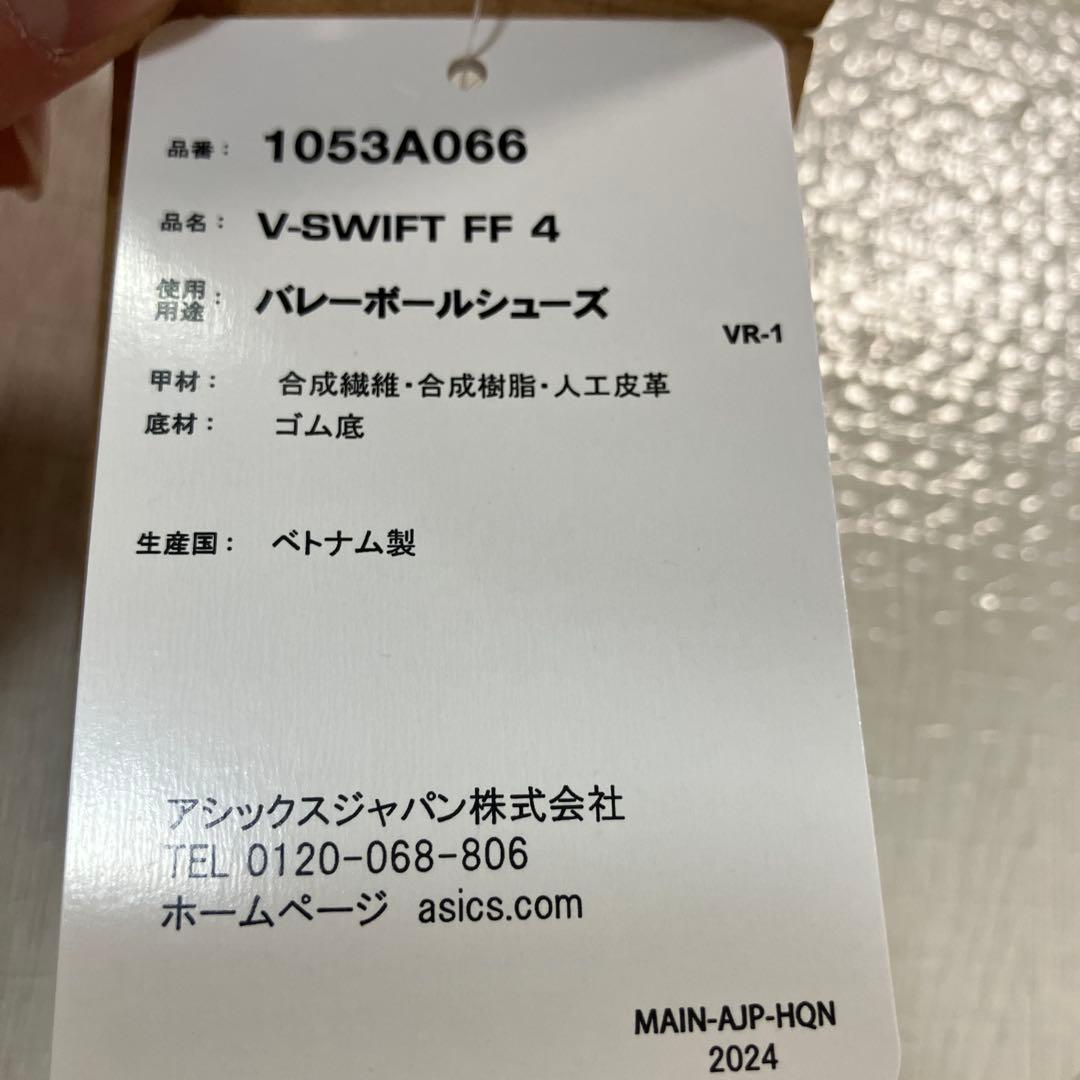 品番： 1053A066
品名： V-SWIFT FF 4
使用用途： バレーボールシューズ
VR-1
甲材： 合成繊維・合成樹脂・人工皮革
底材： ゴム底
生産国： ベトナム製
アシックスジャパン株式会社
TEL 0120-068-806
ホームページ asics.com
MAIN-AJP-HQN
2024